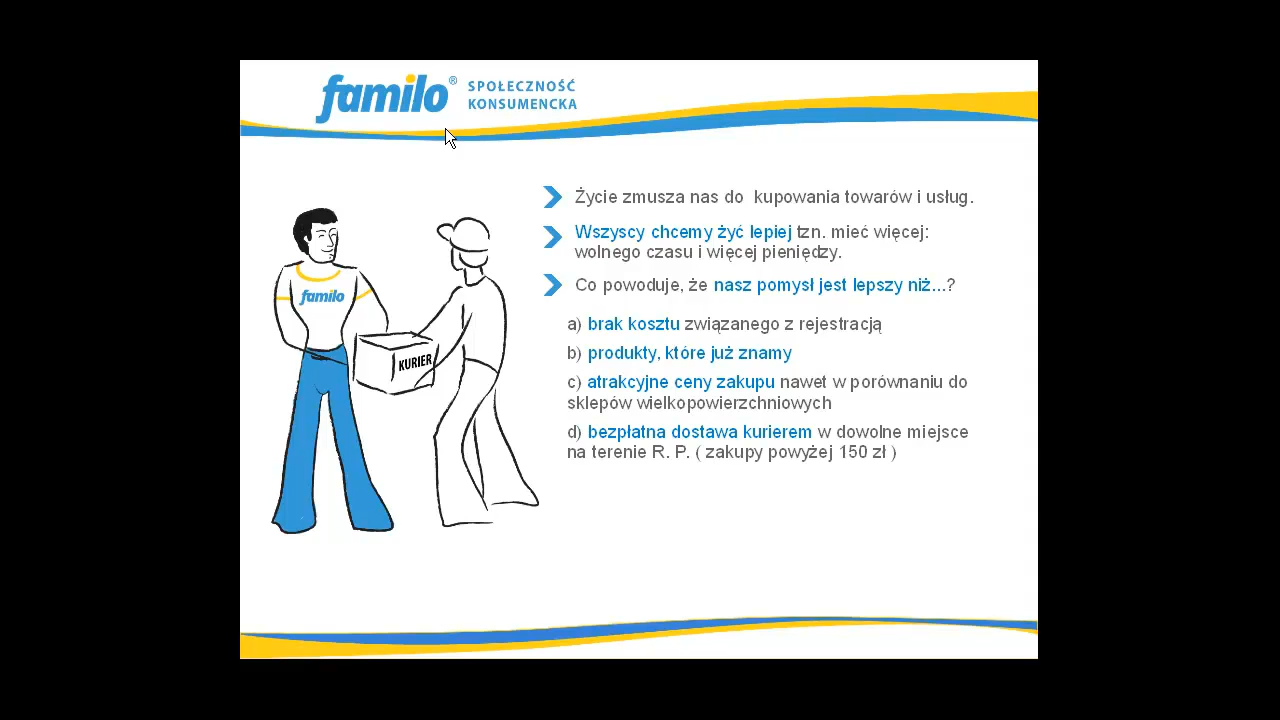 familo® SPOŁECZNOŚĆ
KONSUMENCKA
Życie zmusza nas do kupowania towarów i usług.
Wszyscy chcemy żyć lepiej tzn. mieć więcej:
wolnego czasu i więcej pieniędzy.
Co powoduje, że nasz pomysł jest lepszy niż...?
a) brak kosztu związanego z rejestracją
b) produkty, które już znamy
c) atrakcyjne ceny zakupu nawet w porównaniu do
sklepów wielkopowierzchniowych
d) bezpłatna dostawa kurierem w dowolne miejsce
na terenie R. P. ( zakupy powyżej 150 zł )
familo
KURIER